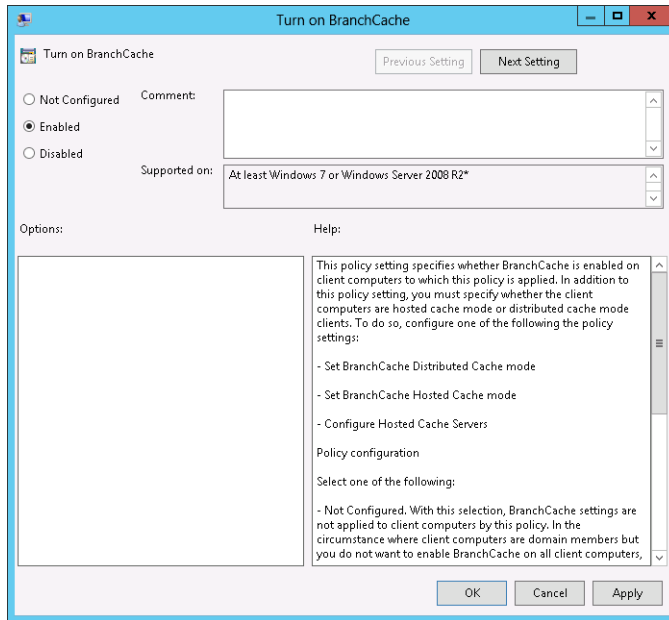 Turn on BranchCache
Turn on BranchCache
Previous Setting
Next Setting
Not Configured
Comment:
Enabled
Disabled
Supported on:
At least Windows 7 or Windows Server 2008 R2*
Options:
Help:
This policy setting specifies whether BranchCache is enabled on
client computers to which this policy is applied. In addition to
this policy setting, you must specify whether the client
computers are hosted cache mode or distributed cache mode
clients. To do so, configure one of the following the policy
settings:
- Set BranchCache Distributed Cache mode
- Set BranchCache Hosted Cache mode
- Configure Hosted Cache Servers
Policy configuration
Select one of the following:
- Not Configured. With this selection, BranchCache settings are
not applied to client computers by this policy. In the
circumstance where client computers are domain members but
you do not want to enable BranchCache on all client computers,
OK
Cancel
Apply